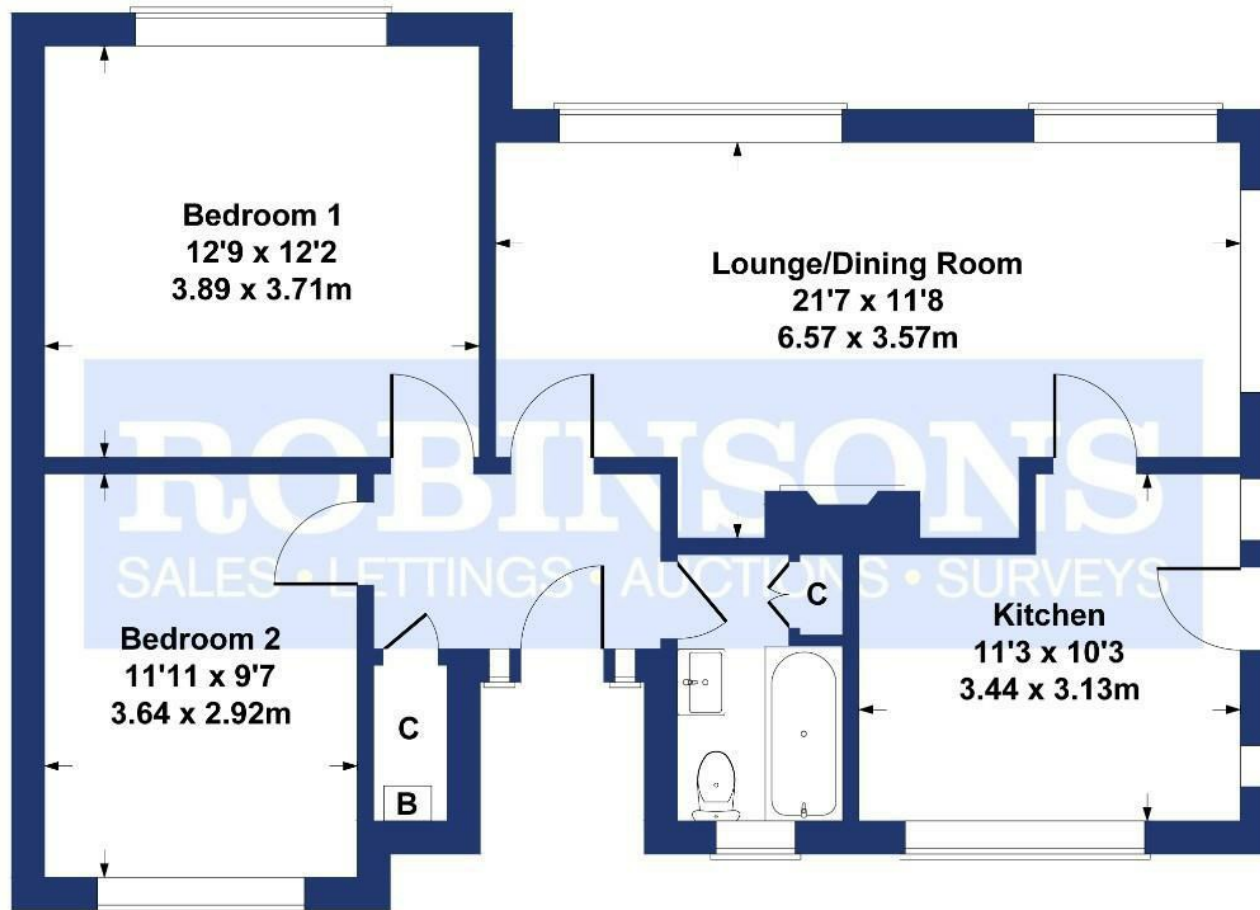 Bedroom 1
12'9 x 12'2
3.89 x 3.71m
Lounge/Dining Room
21'7 x 11'8
6.57 x 3.57m
ROBINSONS
SALES • LETTINGS • AUCTIONS • SURVEYS
Bedroom 2
11'11 x 9'7
3.64 x 2.92m
C
B
C
Kitchen
11'3 x 10'3
3.44 x 3.13m